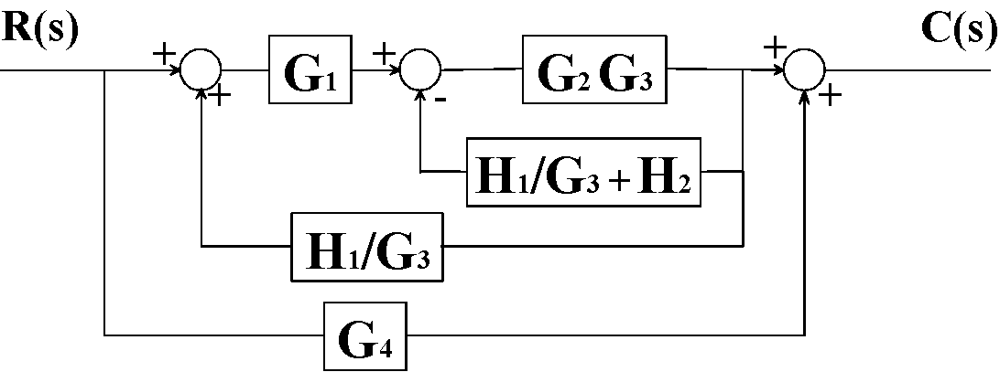 R(s) C(s)
+ + +
G1 G2 G3
+ - +
H1/G3 + H2
H1/G3
G4